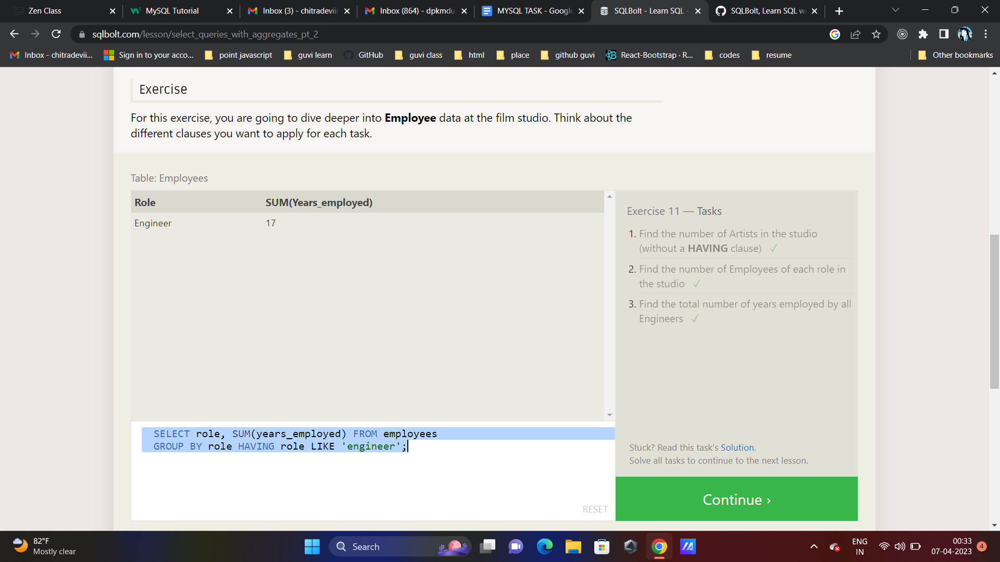 Zen Class
MySQL Tutorial
Inbox (3) - chitradeviir
Inbox (864) - dpkmdu
MYSQL TASK - Google
SQLBolt - Learn SQL -
SQLBolt, Learn SQL wi
sqlbolt.com/lesson/select_queries_with_aggregates_pt_2
Inbox - chitradevii...
Sign in to your acco...
point javascript
guvi learn
GitHub
guvi class
html
place
github guvi
React-Bootstrap · R...
codes
resume
Other bookmarks
Exercise
For this exercise, you are going to dive deeper into Employee data at the film studio. Think about the
different clauses you want to apply for each task.
Table: Employees
Role SUM(Years_employed)
Engineer 17
SELECT role, SUM(years_employed) FROM employees
GROUP BY role HAVING role LIKE 'engineer';
RESET
Exercise 11 — Tasks
1. Find the number of Artists in the studio
(without a HAVING clause) ✓
2. Find the number of Employees of each role in
the studio ✓
3. Find the total number of years employed by all
Engineers ✓
Stuck? Read this task's Solution.
Solve all tasks to continue to the next lesson.
Continue ›
82°F
Mostly clear
Search
ENG
IN
00:33
07-04-2023
4